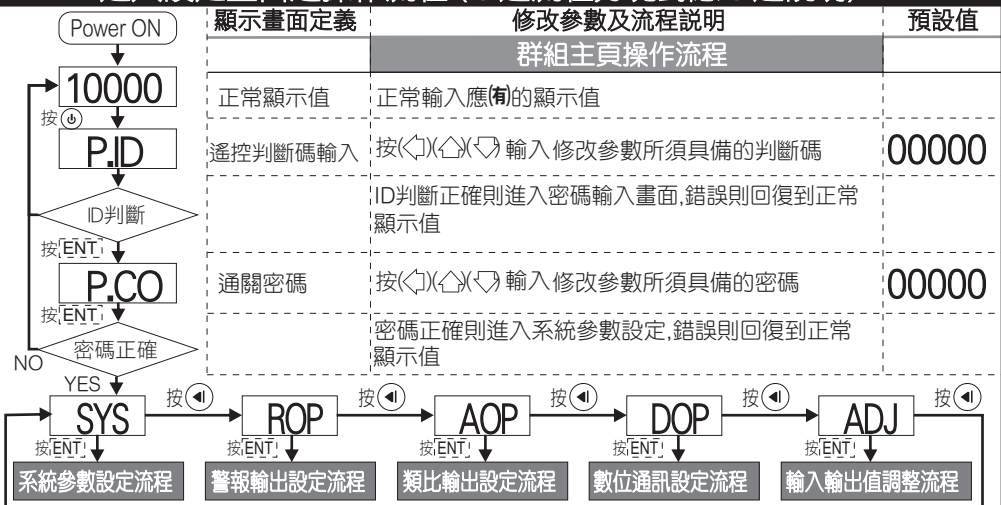 Power ON
顯示畫面定義 修改參數及流程説明 預設值
群組主頁操作流程
10000 正常顯示值 正常輸入應(有)的顯示值
按
P.ID 遙控判斷碼輸入 按()()() 輸入修改參數所須具備的判斷碼 00000
ID判斷 ID判斷正確則進入密碼輸入畫面,錯誤則回復到正常
顯示值
按ENT
P.CO 通關密碼 按()()() 輸入修改參數所須具備的密碼 00000
按ENT
密碼正確 密碼正確則進入系統參數設定,錯誤則回復到正常
顯示值
NO
YES
SYS 按 ROP 按 AOP 按 DOP 按 ADJ 按
按ENT 按ENT 按ENT 按ENT 按ENT
系統參數設定流程 警報輸出設定流程 類比輸出設定流程 數位通訊設定流程 輸入輸出值調整流程